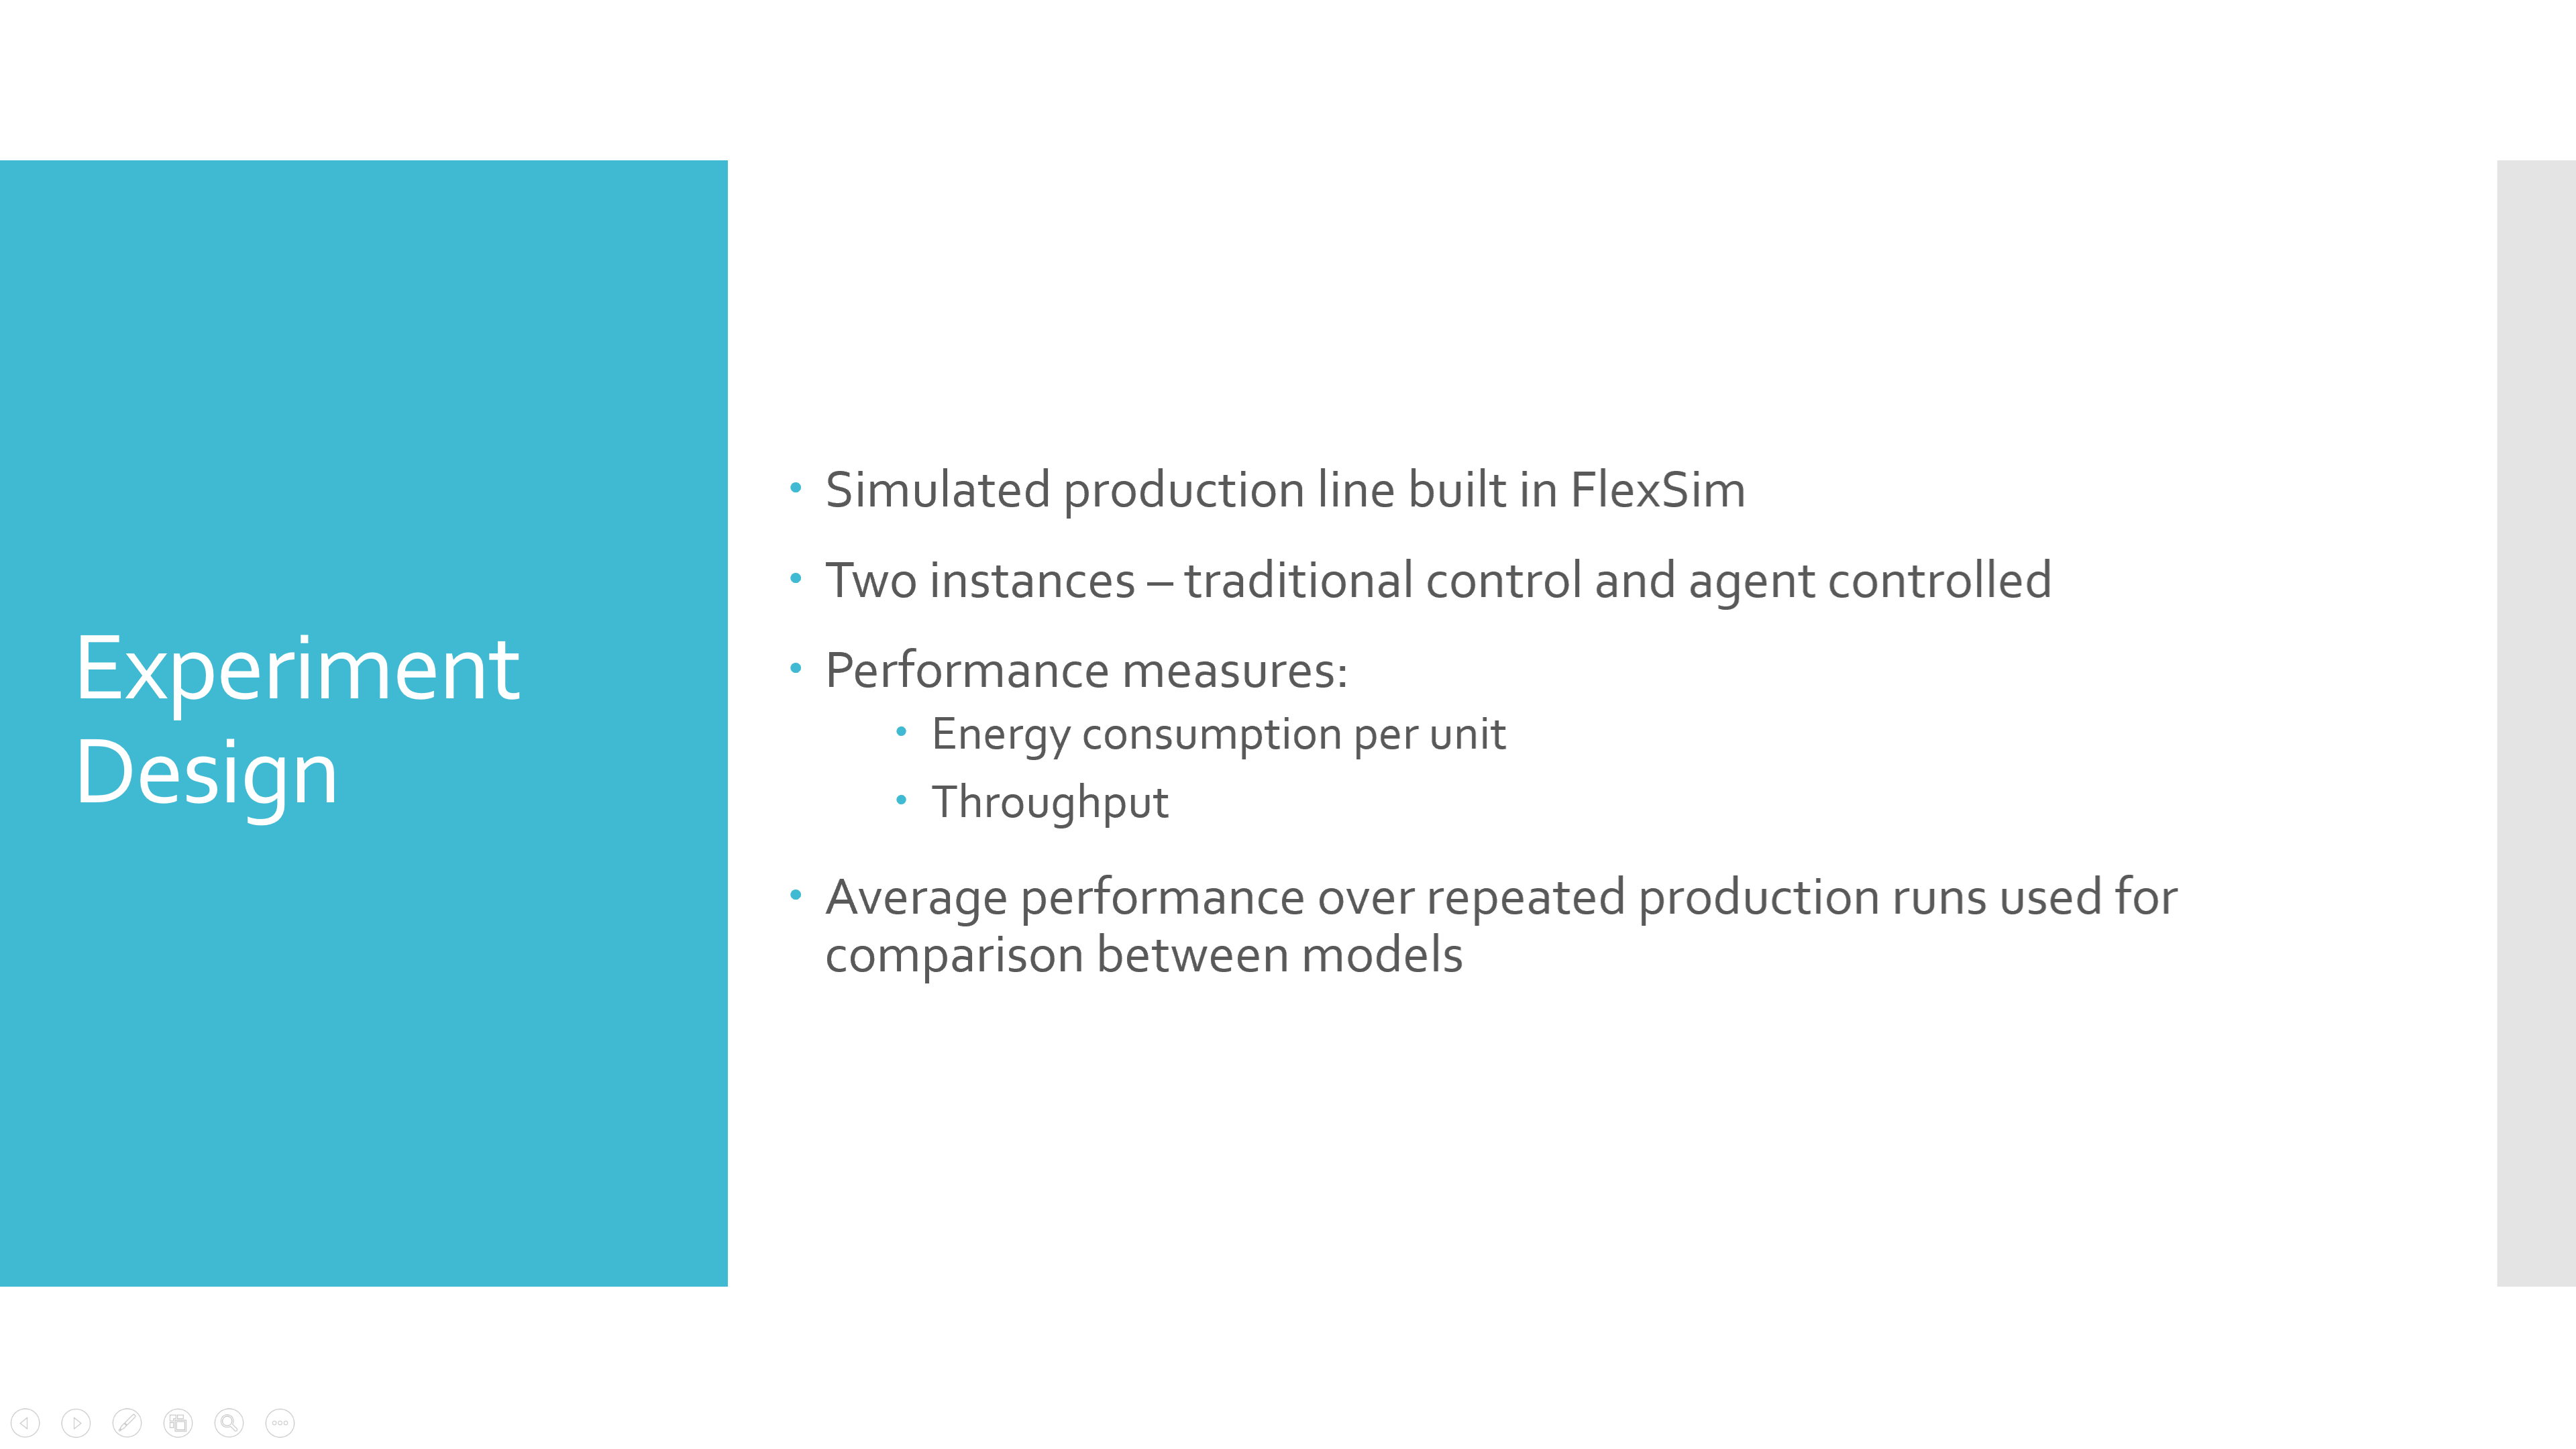 Experiment
Design
• Simulated production line built in FlexSim
• Two instances – traditional control and agent controlled
• Performance measures:
• Energy consumption per unit
• Throughput
• Average performance over repeated production runs used for
comparison between models